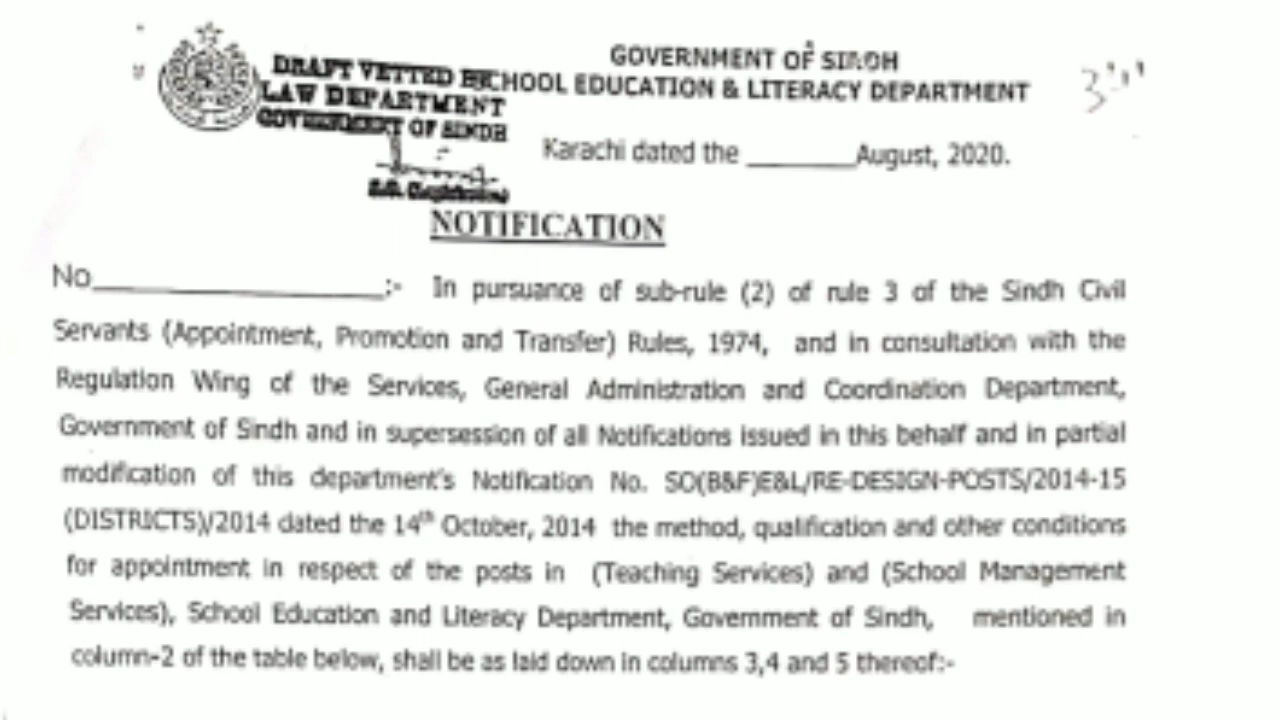 GOVERNMENT OF SINDH
DRAFT VETTED BY
SCHOOL EDUCATION & LITERACY DEPARTMENT
LAW DEPARTMENT
GOVERNMENT OF SINDH
Karachi dated the ________August, 2020.
NOTIFICATION
No____________________:- In pursuance of sub-rule (2) of rule 3 of the Sindh Civil
Servants (Appointment, Promotion and Transfer) Rules, 1974, and in consultation with the
Regulation Wing of the Services, General Administration and Coordination Department,
Government of Sindh and in supersession of all Notifications issued in this behalf and in partial
modification of this department's Notification No. SO(B&F)E&L/RE-DESIGN-POSTS/2014-15
(DISTRICTS)/2014 dated the 14th October, 2014 the method, qualification and other conditions
for appointment in respect of the posts in (Teaching Services) and (School Management
Services), School Education and Literacy Department, Government of Sindh, mentioned in
column-2 of the table below, shall be as laid down in columns 3,4 and 5 thereof:-